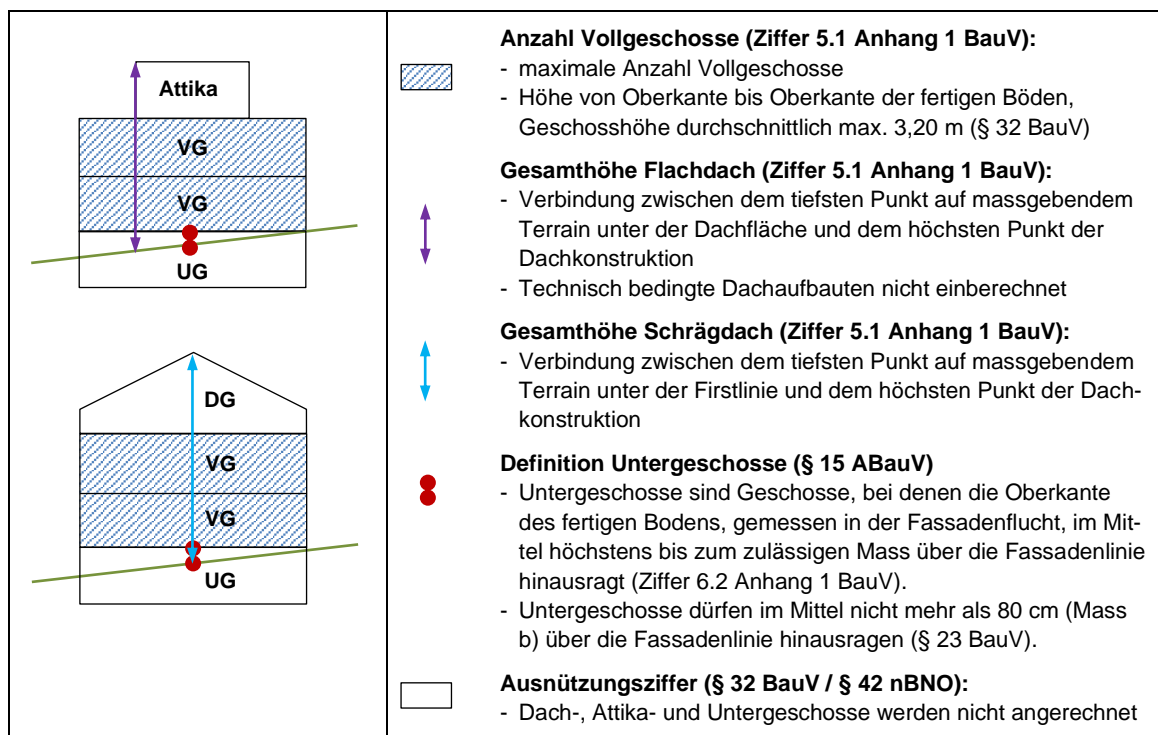 Attika
VG
VG
UG
DG
VG
VG
UG
Anzahl Vollgeschosse (Ziffer 5.1 Anhang 1 BauV):
- maximale Anzahl Vollgeschosse
- Höhe von Oberkante bis Oberkante der fertigen Böden,
Geschosshöhe durchschnittlich max. 3,20 m (§ 32 BauV)
Gesamthöhe Flachdach (Ziffer 5.1 Anhang 1 BauV):
- Verbindung zwischen dem tiefsten Punkt auf massgebendem
Terrain unter der Dachfläche und dem höchsten Punkt der
Dachkonstruktion
- Technisch bedingte Dachaufbauten nicht einberechnet
Gesamthöhe Schrägdach (Ziffer 5.1 Anhang 1 BauV):
- Verbindung zwischen dem tiefsten Punkt auf massgebendem
Terrain unter der Firstlinie und dem höchsten Punkt der Dach-
konstruktion
Definition Untergeschosse (§ 15 ABauV)
- Untergeschosse sind Geschosse, bei denen die Oberkante
des fertigen Bodens, gemessen in der Fassadenflucht, im Mit-
tel höchstens bis zum zulässigen Mass über die Fassadenlinie
hinausragt (Ziffer 6.2 Anhang 1 BauV).
- Untergeschosse dürfen im Mittel nicht mehr als 80 cm (Mass
b) über die Fassadenlinie hinausragen (§ 23 BauV).
Ausnützungsziffer (§ 32 BauV / § 42 nBNO):
- Dach-, Attika- und Untergeschosse werden nicht angerechnet